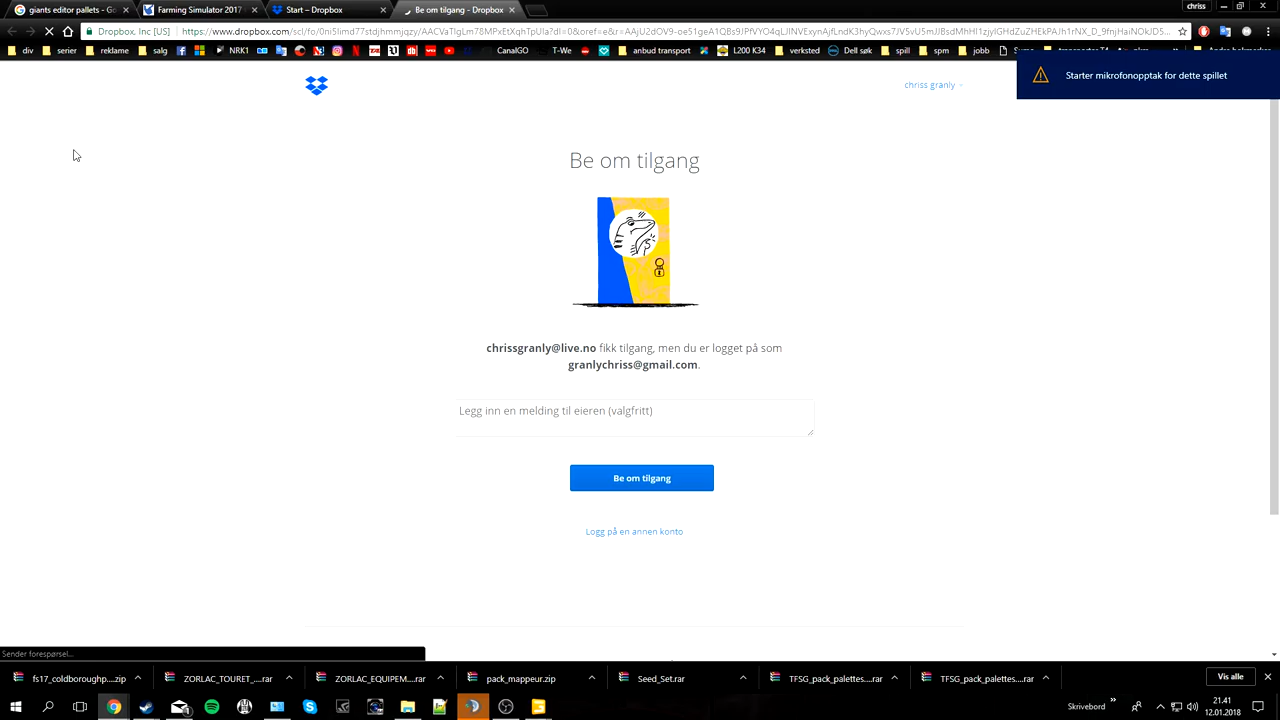 giants editor pallets - Go
Farming Simulator 2017
Start – Dropbox
Be om tilgang - Dropbox
chriss
Dropbox, Inc [US]
div
serier
reklame
salg
NRK1
CanalGO
T-We
anbud transport
L200 K34
verksted
Dell søk
spill
spm
jobb
Starter mikrofonopptak for dette spillet
chriss granly
Be om tilgang
chrissgranly@live.no fikk tilgang, men du er logget på som
granlychriss@gmail.com.
Legg inn en melding til eieren (valgfritt)
Be om tilgang
Logg på en annen konto
Sender forespørsel...
fs17_coldboroughp....zip
ZORLAC_TOURET_...rar
ZORLAC_EQUIPEM....rar
pack_mappeur.zip
Seed_Set.rar
TFSG_pack_palettes....rar
TFSG_pack_palettes....rar
Vis alle
Skrivebord
21.41
12.01.2018